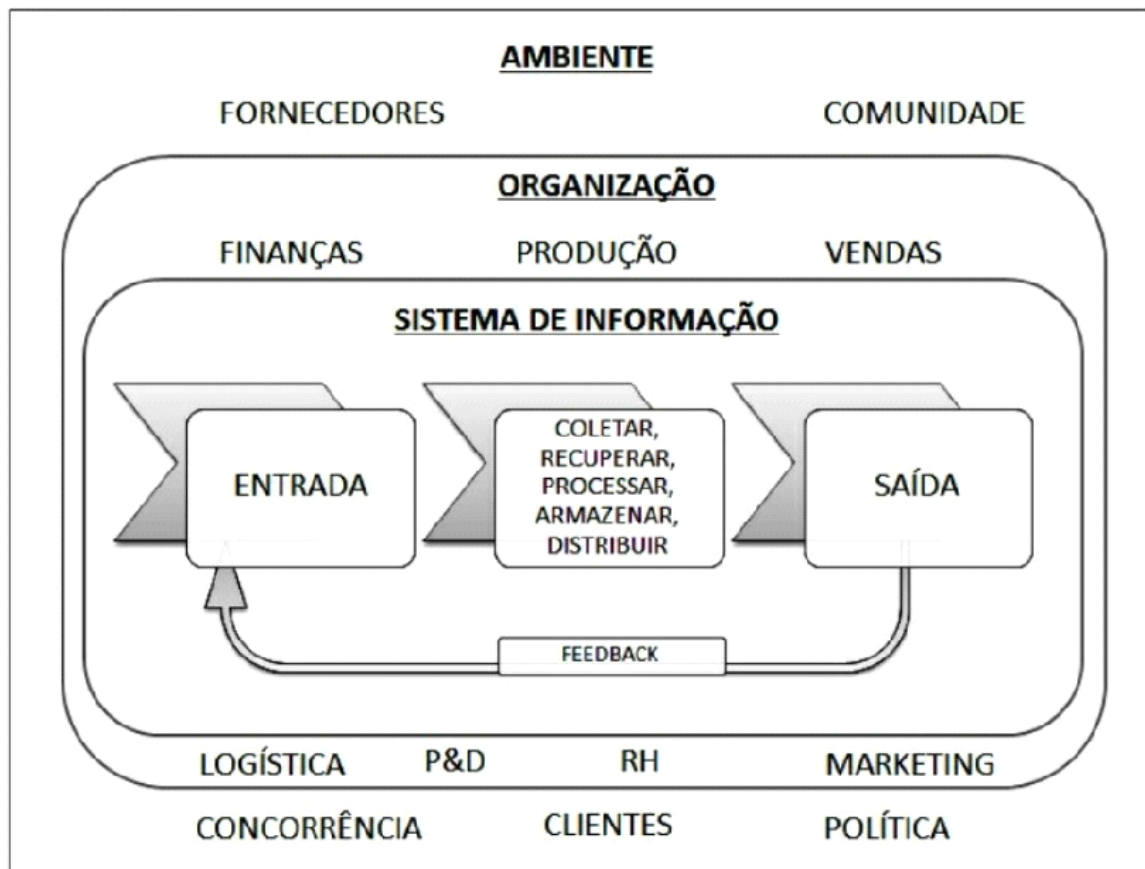 AMBIENTE
FORNECEDORES COMUNIDADE
ORGANIZAÇÃO
FINANÇAS PRODUÇÃO VENDAS
SISTEMA DE INFORMAÇÃO
ENTRADA
COLETAR,
RECUPERAR,
PROCESSAR,
ARMAZENAR,
DISTRIBUIR
SAÍDA
FEEDBACK
LOGÍSTICA P&D RH MARKETING
CONCORRÊNCIA CLIENTES POLÍTICA